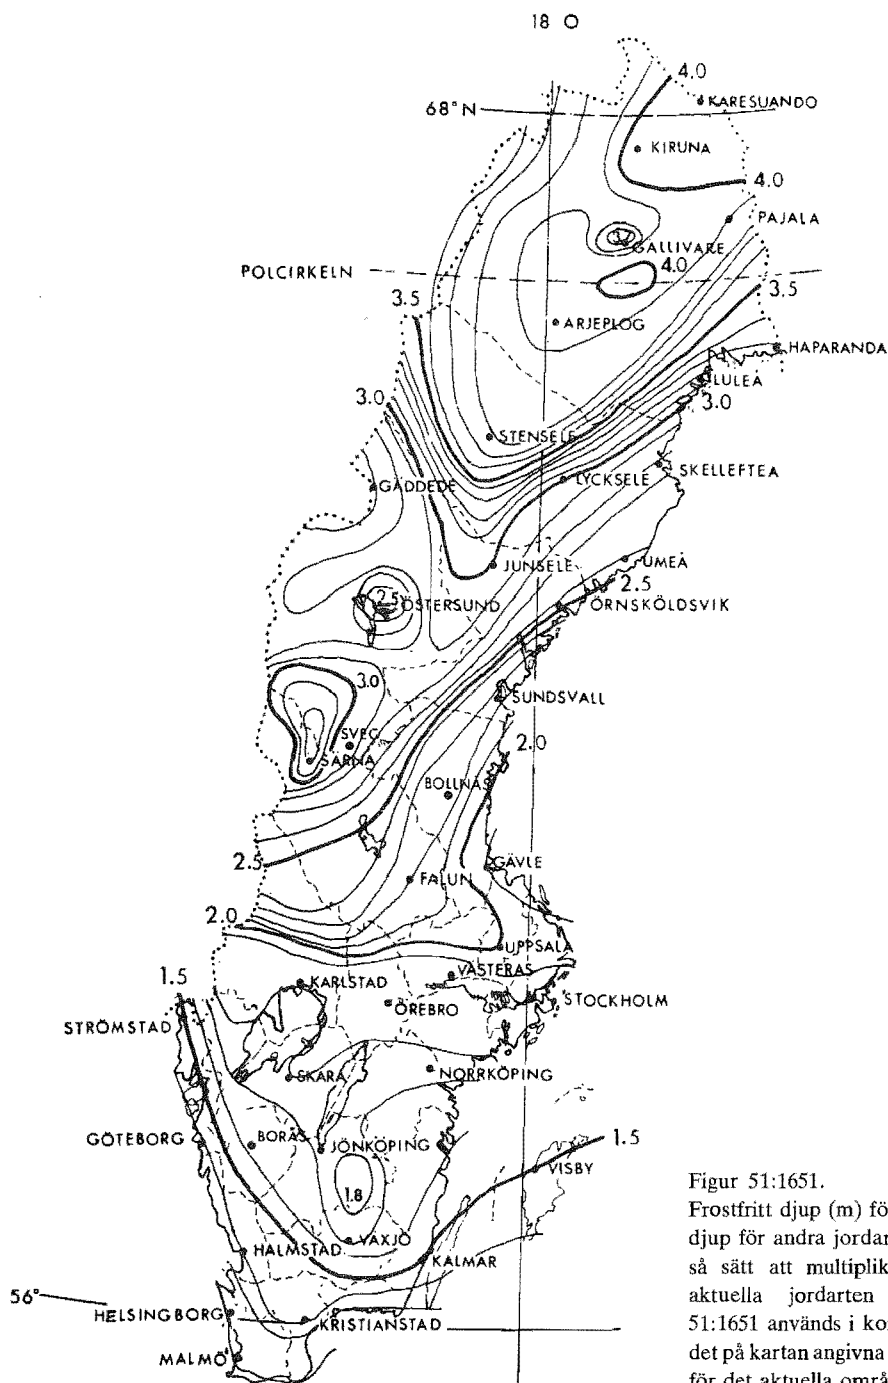 18 O
4.0
KARESUANDO
68° N
KIRUNA
4.0
PAJALA
GALLIVARE
4.0
POLCIRKELN
3.5
3.5
ARJEPLOG
HAPARANDA
LULEÅ
3.0
3.0
STENSELE
SKELLEFTEA
GÄDDEDE
LYCKSELE
JUNSELE
UMEÅ
2.5
2.5
ÖSTERSUND
ÖRNSKÖLDSVIK
3.0
SUNDSVALL
SVEG
2.0
SÄRNA
BOLLNÄS
2.5
GÄVLE
FALUN
2.0
UPPSALA
1.5
VÄSTERAS
KARLSTAD
STOCKHOLM
ÖREBRO
STRÖMSTAD
SKARA
NORRKÖPING
GÖTEBORG
BORÅS
JÖNKÖPING
1.5
VISBY
1.8
VÄXJÖ
HALMSTAD
KALMAR
56°
HELSINGBORG
KRISTIANSTAD
MALMÖ
Figur 51:1651.
Frostfritt djup (m) fö
djup för andra jordar
så sätt att multiplik
aktuella jordarten
51:1651 används i ko
det på kartan angivna
för det aktuella områ